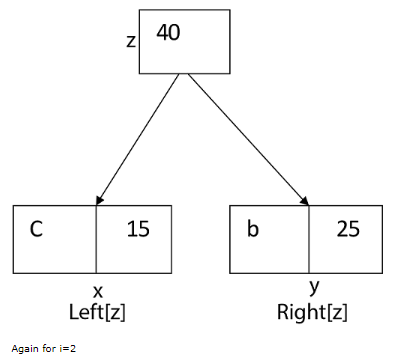 z 40
C 15 b 25
x y
Left[z] Right[z]
Again for i=2